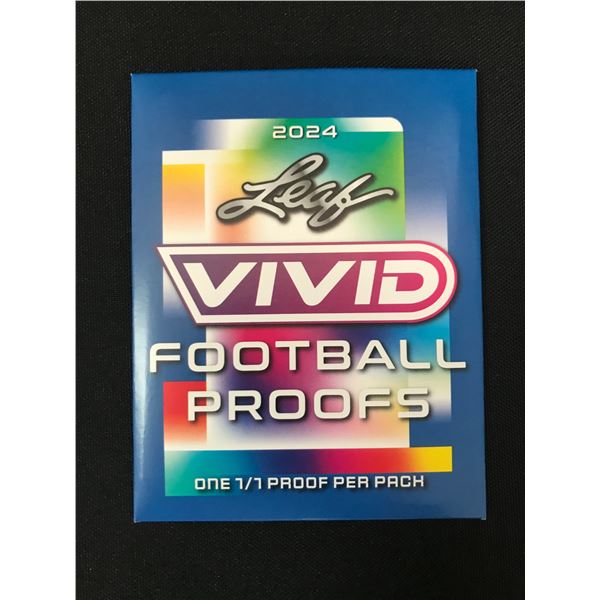 2024
Leaf
VIVID
FOOTBALL
PROOFS
ONE 1/1 PROOF PER PACK